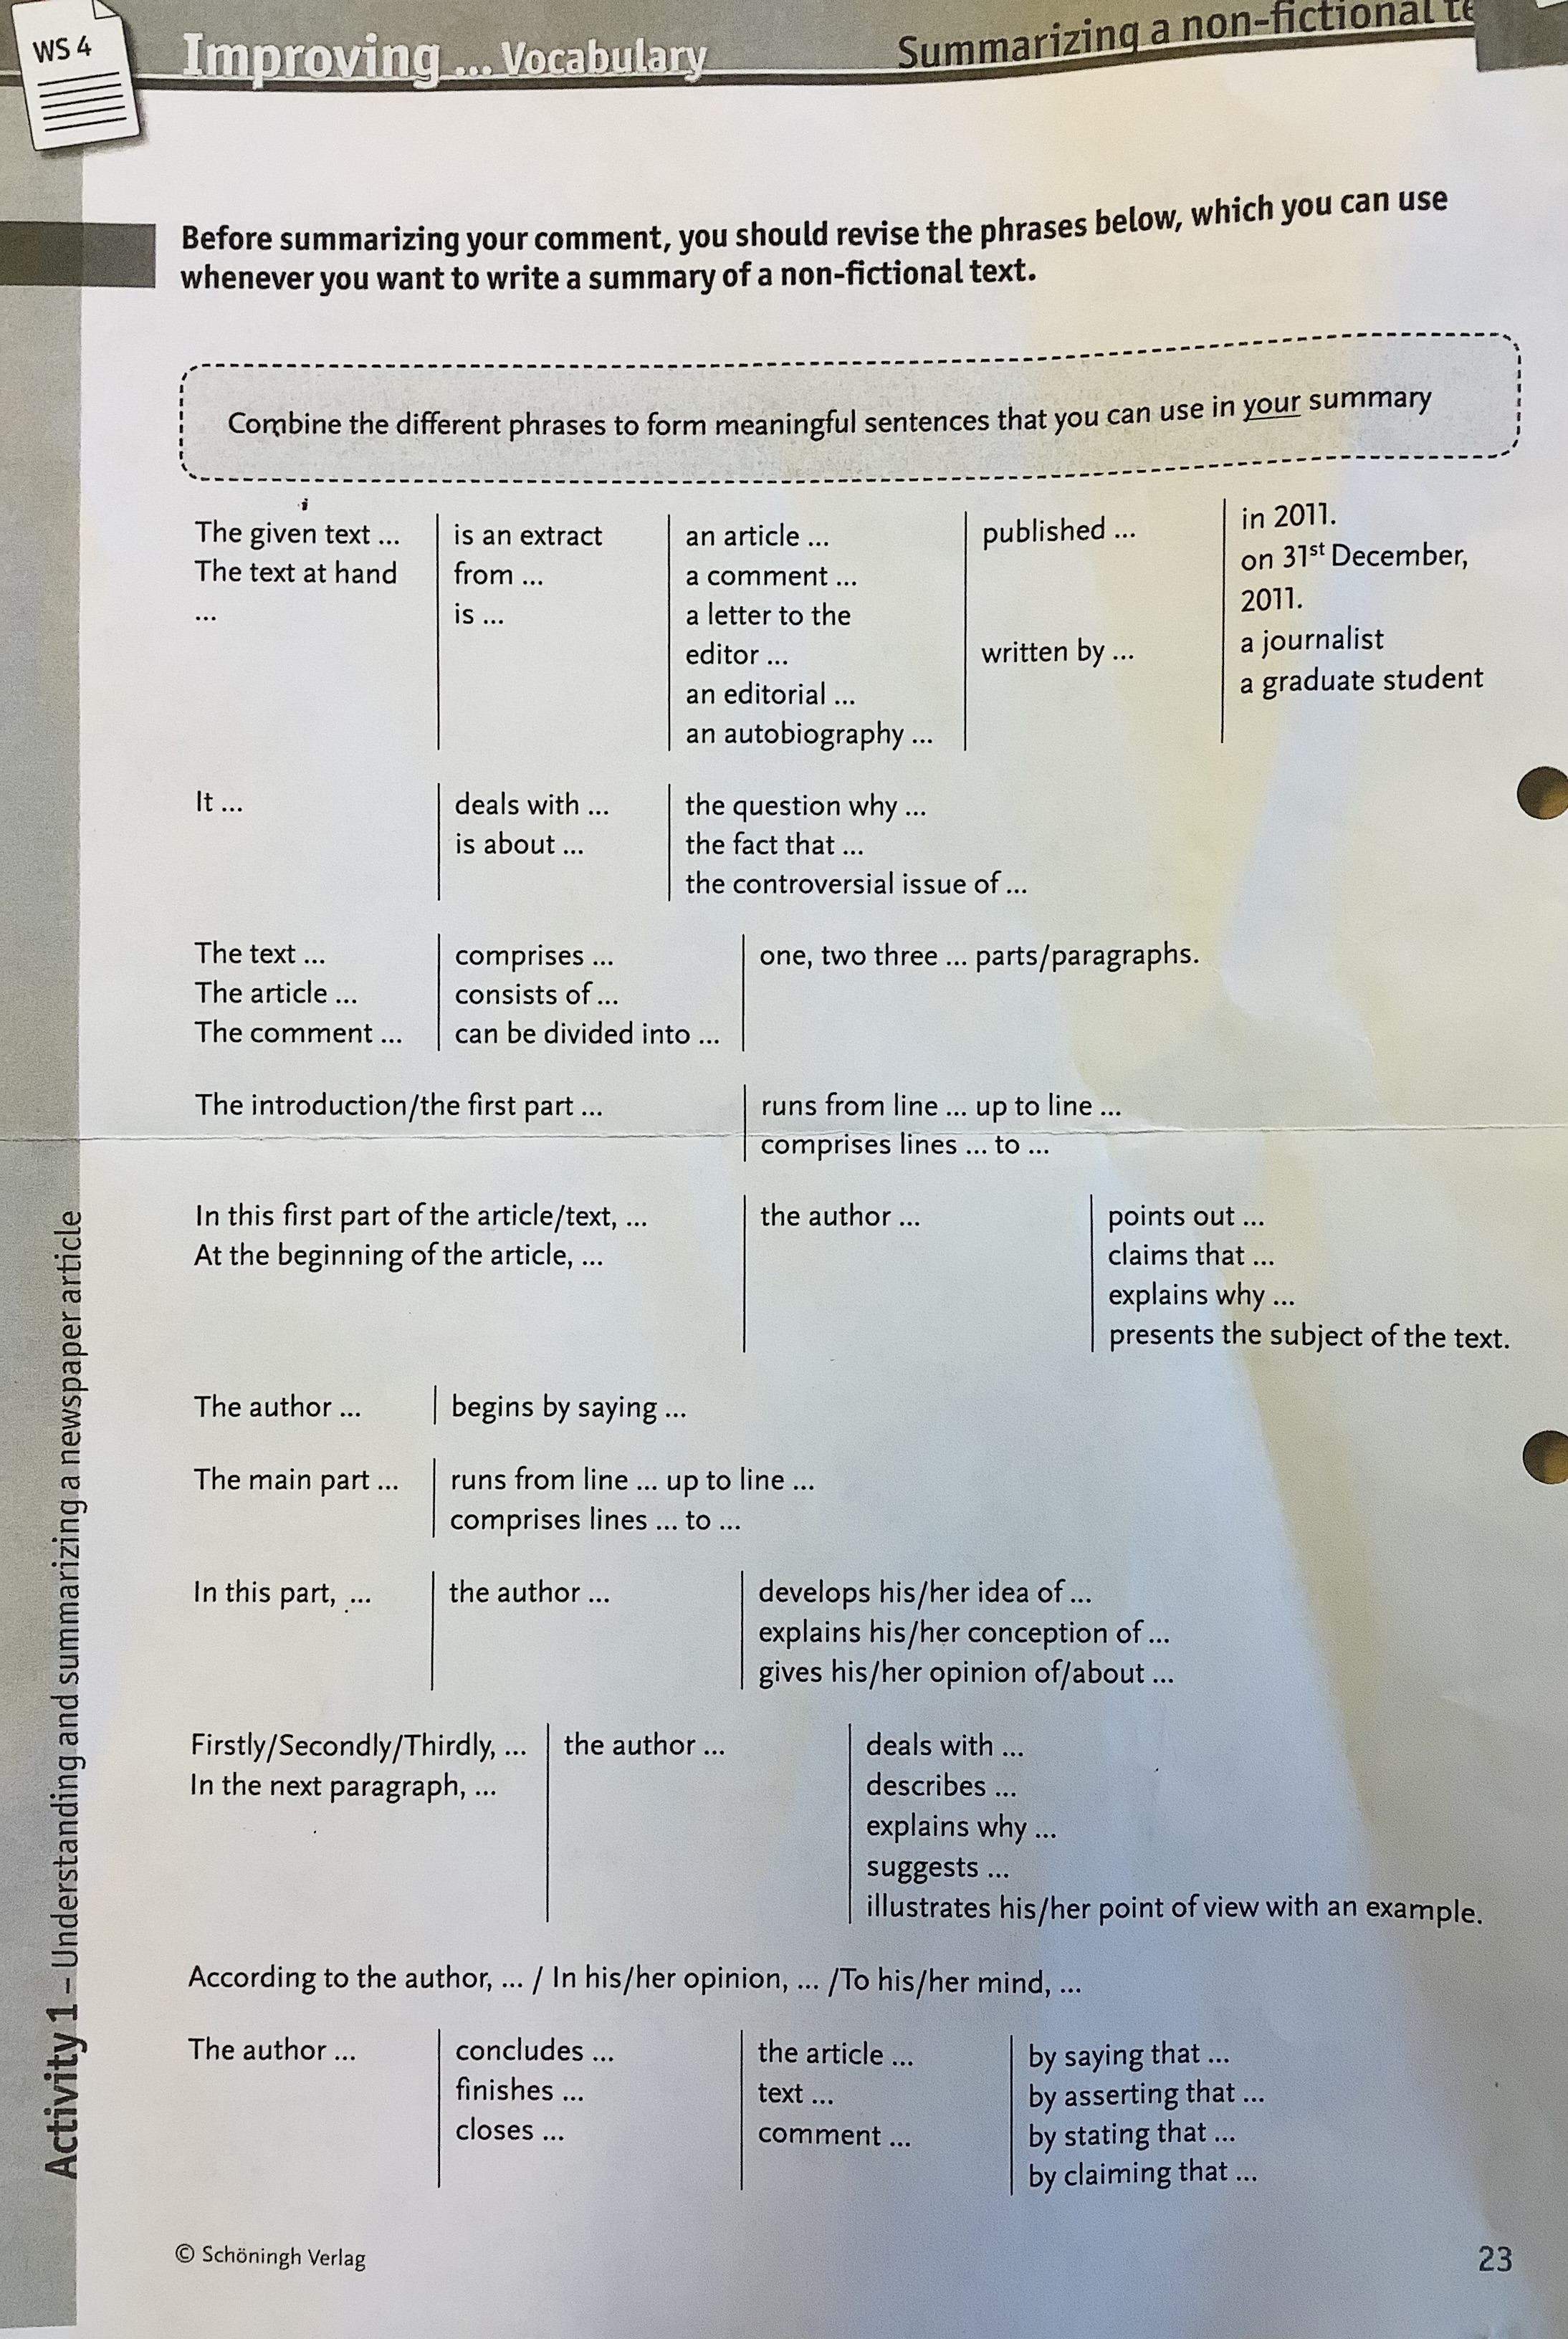 WS 4
Improving ... Vocabulary
Summarizing a non-fictional
Before summarizing your comment, you should revise the phrases below, which you can use
whenever you want to write a summary of a non-fictional text.
Combine the different phrases to form meaningful sentences that you can use in your summary
The given text ...
The text at hand
...
is an extract
from ...
is ...
an article ...
a comment ...
a letter to the
editor ...
an editorial ...
an autobiography ...
published ...
written by ...
in 2011.
on 31st December,
2011.
a journalist
a graduate student
It ...
deals with ...
is about ...
the question why ...
the fact that ...
the controversial issue of ...
The text ...
The article ...
The comment ...
comprises ...
consists of ...
can be divided into ...
one, two three ... parts/paragraphs.
The introduction/the first part ...
runs from line ... up to line ...
comprises lines ... to ...
In this first part of the article/text, ...
At the beginning of the article, ...
the author ...
points out ...
claims that ...
explains why ...
presents the subject of the text.
The author ...
begins by saying ...
The main part ...
runs from line ... up to line ...
comprises lines ... to ...
In this part, ...
the author ...
develops his/her idea of ...
explains his/her conception of ...
gives his/her opinion of/about ...
Firstly/Secondly/Thirdly, ...
In the next paragraph, ...
the author ...
deals with ...
describes ...
explains why ...
suggests ...
illustrates his/her point of view with an example.
According to the author, ... / In his/her opinion, ... /To his/her mind, ...
The author ...
concludes ...
finishes ...
closes ...
the article ...
text ...
comment ...
by saying that ...
by asserting that ...
by stating that ...
by claiming that ...
Activity 1 – Understanding and summarizing a newspaper article
© Schöningh Verlag
23